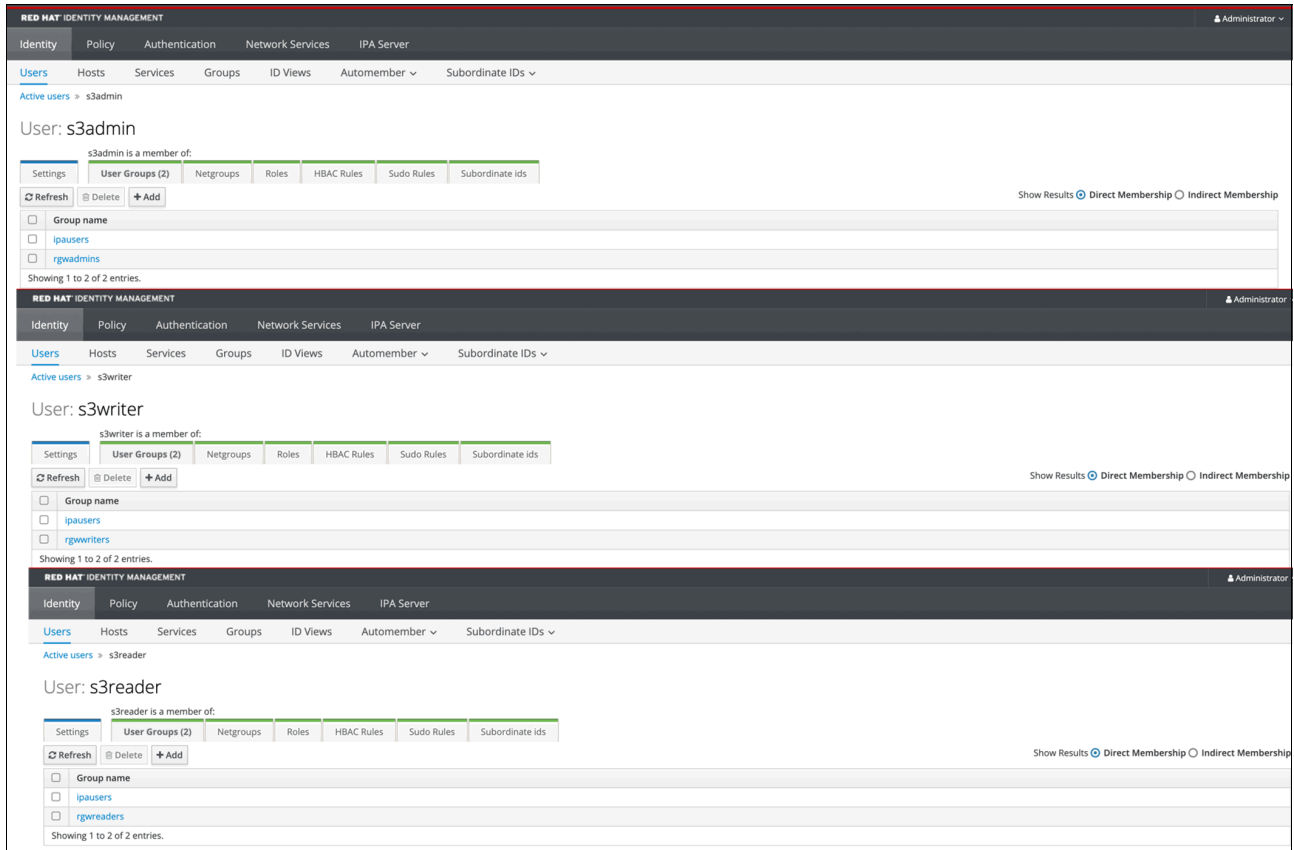 RED HAT IDENTITY MANAGEMENT Administrator
Identity Policy Authentication Network Services IPA Server
Users Hosts Services Groups ID Views Automember Subordinate IDs
Active users » s3admin
User: s3admin
s3admin is a member of:
Settings User Groups (2) Netgroups Roles HBAC Rules Sudo Rules Subordinate ids
Refresh Delete + Add Show Results Direct Membership Indirect Membership
Group name
ipausers
rgwadmins
Showing 1 to 2 of 2 entries.
RED HAT IDENTITY MANAGEMENT Administrator
Identity Policy Authentication Network Services IPA Server
Users Hosts Services Groups ID Views Automember Subordinate IDs
Active users » s3writer
User: s3writer
s3writer is a member of:
Settings User Groups (2) Netgroups Roles HBAC Rules Sudo Rules Subordinate ids
Refresh Delete + Add Show Results Direct Membership Indirect Membership
Group name
ipausers
rgwwriters
Showing 1 to 2 of 2 entries.
RED HAT IDENTITY MANAGEMENT Administrator
Identity Policy Authentication Network Services IPA Server
Users Hosts Services Groups ID Views Automember Subordinate IDs
Active users » s3reader
User: s3reader
s3reader is a member of:
Settings User Groups (2) Netgroups Roles HBAC Rules Sudo Rules Subordinate ids
Refresh Delete + Add Show Results Direct Membership Indirect Membership
Group name
ipausers
rgwreaders
Showing 1 to 2 of 2 entries.